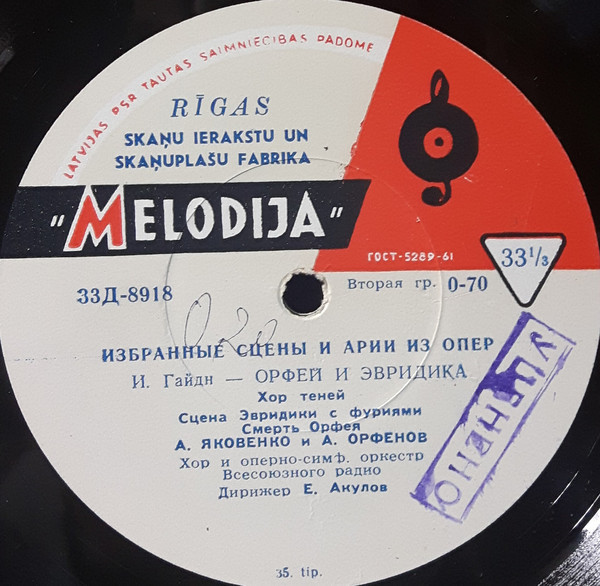 LATVIJAS PSR TAUTAS SAIMNIECĪBAS PADOME
RĪGAS
SKAŅU IERAKSTU UN
SKAŅUPLAŠU FABRIKA
"MELODIJA"
ГОСТ-5289-61
33⅓
33Д-8918
Вторая гр. 0-70
ИЗБРАННЫЕ СЦЕНЫ И АРИИ ИЗ ОПЕР
И. Гайдн — ОРФЕЙ И ЭВРИДИКА
Хор теней
Сцена Эвридики с фуриями
Смерть Орфея
А. ЯКОВЕНКО и А. ОРФЕНОВ
Хор и оперно-симф. оркестр
Всесоюзного радио
Дирижер Е. Акулов
УЦЕНЕНО
35. tip.